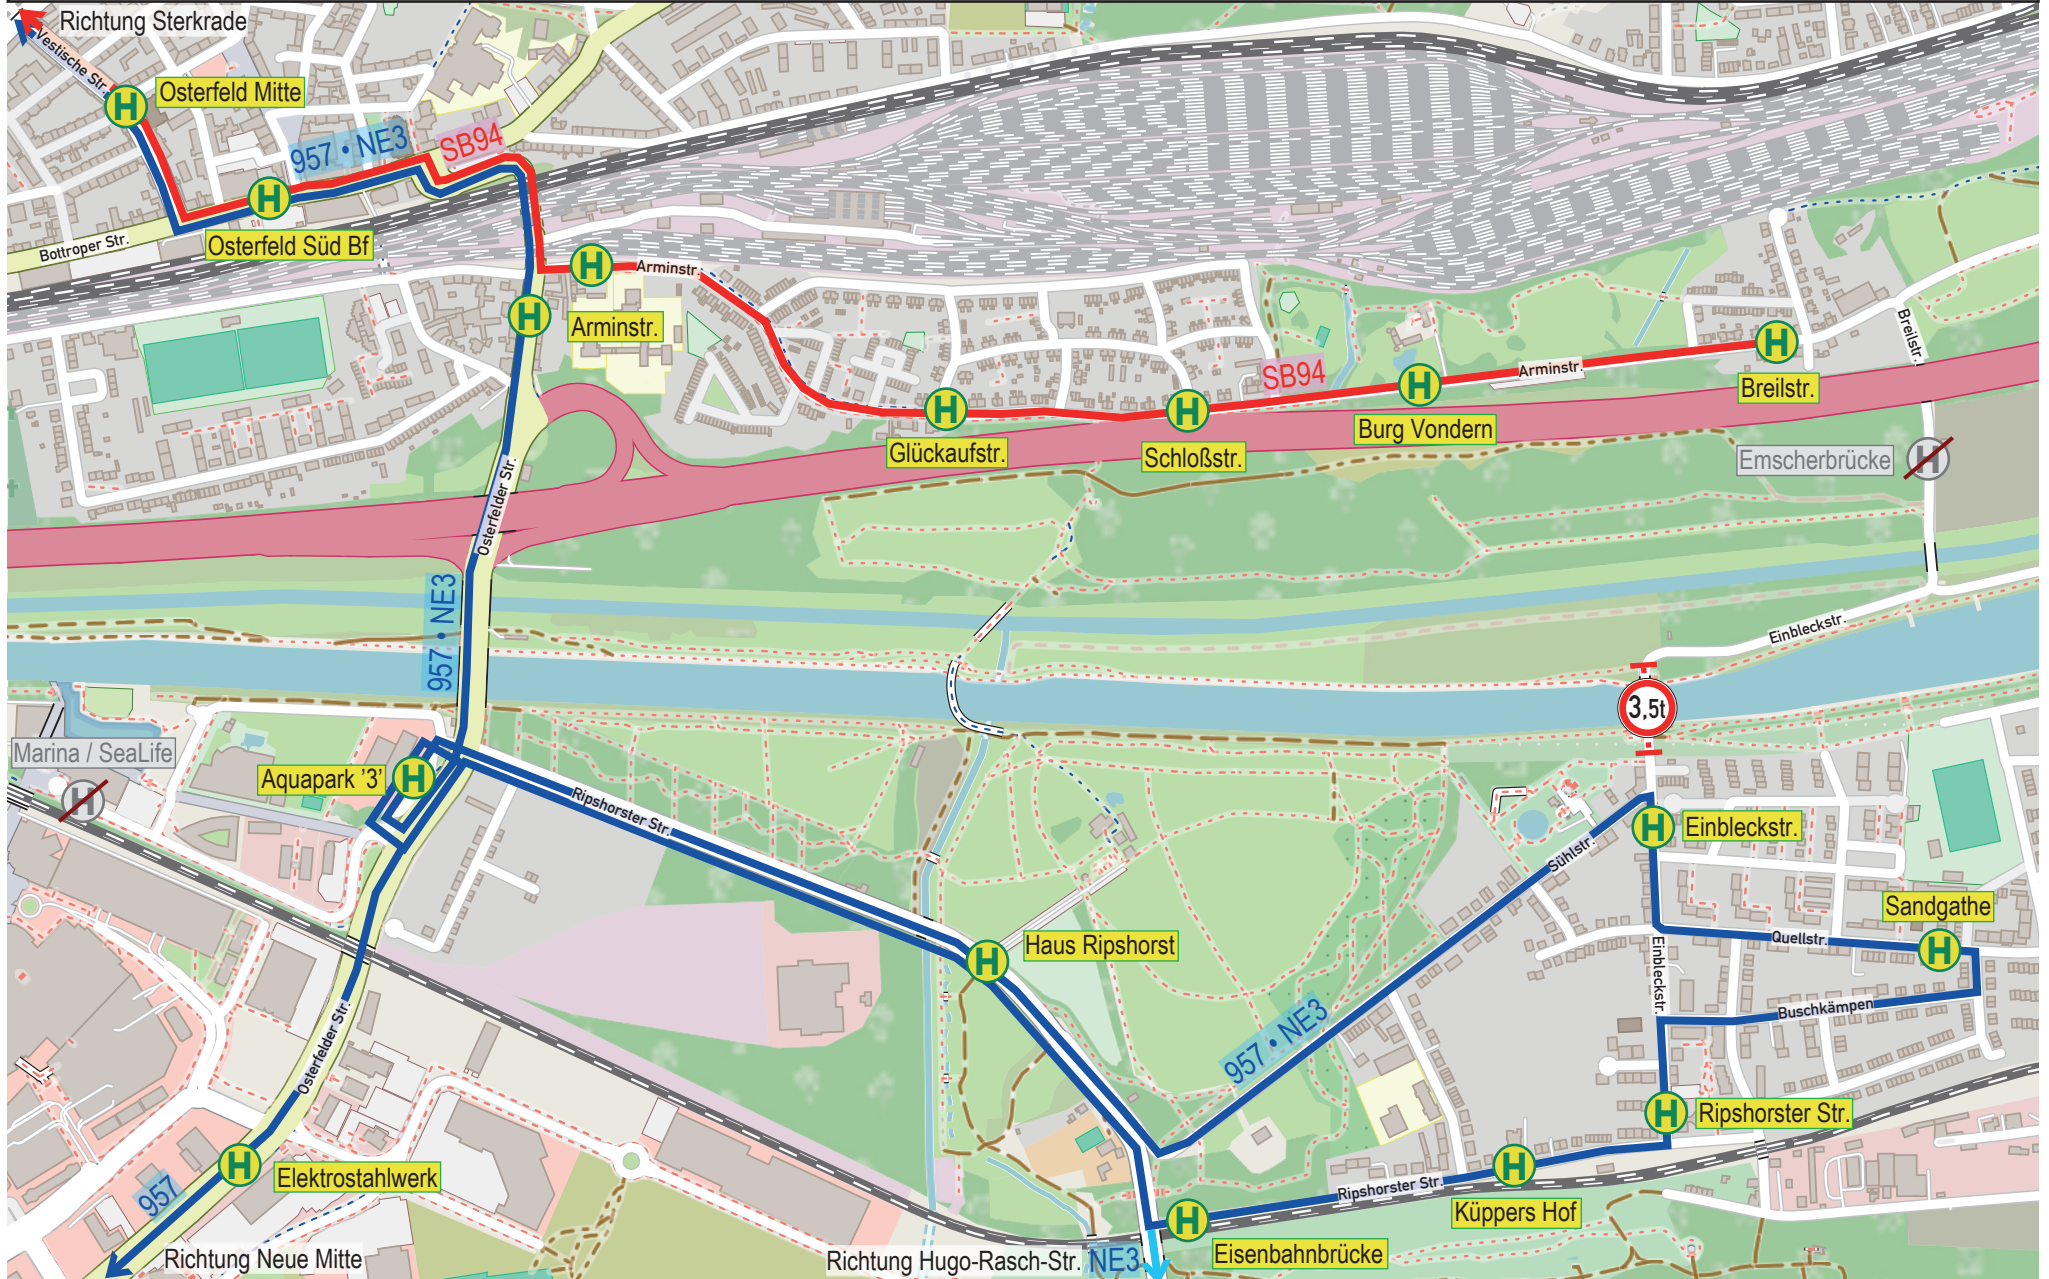 Richtung Sterkrade
Vestische Str.
H
Osterfeld Mitte
957 • NE3
SB94
H
Osterfeld Süd Bf
Bottroper Str.
H
Arminstr.
H
Arminstr.
Breilstr.
H
Breilstr.
SB94
Arminstr.
H
Burg Vondern
H
Glückaufstr.
H
Schloßstr.
Emscherbrücke
H
Osterfelder Str.
957 • NE3
Einbleckstr.
3,5t
Marina / SeaLife
H
Aquapark '3'
H
Ripshorster Str.
Sühlstr.
H
Einbleckstr.
Sandgathe
H
Quellstr.
Haus Ripshorst
H
Einbleckstr.
Buschkämpen
957 • NE3
Osterfelder Str.
H
Ripshorster Str.
957
H
Elektrostahlwerk
Ripshorster Str.
H
Küppers Hof
H
Eisenbahnbrücke
Richtung Neue Mitte
Richtung Hugo-Rasch-Str.
NE3